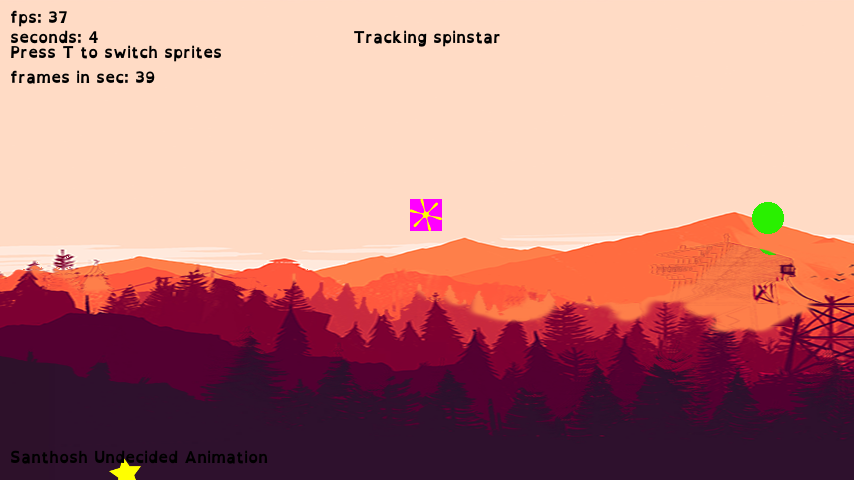 fps: 37
seconds: 4
Press T to switch sprites
frames in sec: 39
Tracking spinstar
Santhosh Undecided Animation